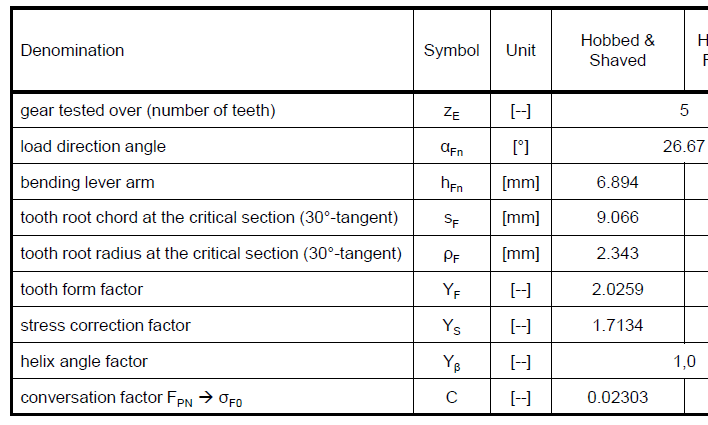 Denomination Symbol Unit Hobbed & Shaved H F
gear tested over (number of teeth) zE [--] 5
load direction angle αFn [°] 26.67
bending lever arm hFn [mm] 6.894
tooth root chord at the critical section (30°-tangent) sF [mm] 9.066
tooth root radius at the critical section (30°-tangent) ρF [mm] 2.343
tooth form factor YF [--] 2.0259
stress correction factor YS [--] 1.7134
helix angle factor Yβ [--] 1,0
conversation factor FPN → σF0 C [--] 0.02303